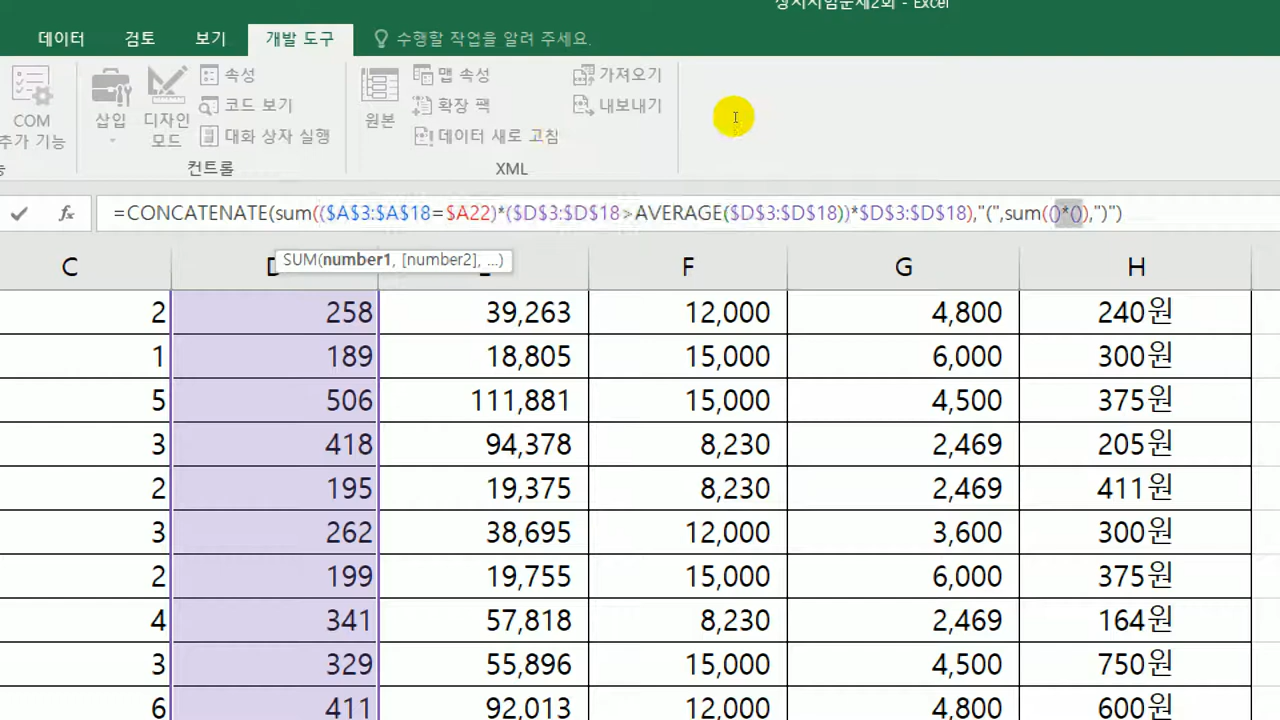 상시시험문제2회 - Excel
데이터 검토 보기 개발 도구 수행할 작업을 알려 주세요.
COM
추가 기능
삽입
디자인
모드
속성
코드 보기
대화 상자 실행
컨트롤
원본
맵 속성
확장 팩
데이터 새로 고침
가져오기
내보내기
XML
fx =CONCATENATE(sum(($A$3:$A$18=$A22)*($D$3:$D$18>AVERAGE($D$3:$D$18))*$D$3:$D$18),"(",sum(()*()),")")
SUM(number1, [number2], ...)
C D E F G H
2 258 39,263 12,000 4,800 240원
1 189 18,805 15,000 6,000 300원
5 506 111,881 15,000 4,500 375원
3 418 94,378 8,230 2,469 205원
2 195 19,375 8,230 2,469 411원
3 262 38,695 12,000 3,600 300원
2 199 19,755 15,000 6,000 375원
4 341 57,818 8,230 2,469 164원
3 329 55,896 15,000 4,500 750원
6 411 92,013 12,000 4,800 600원